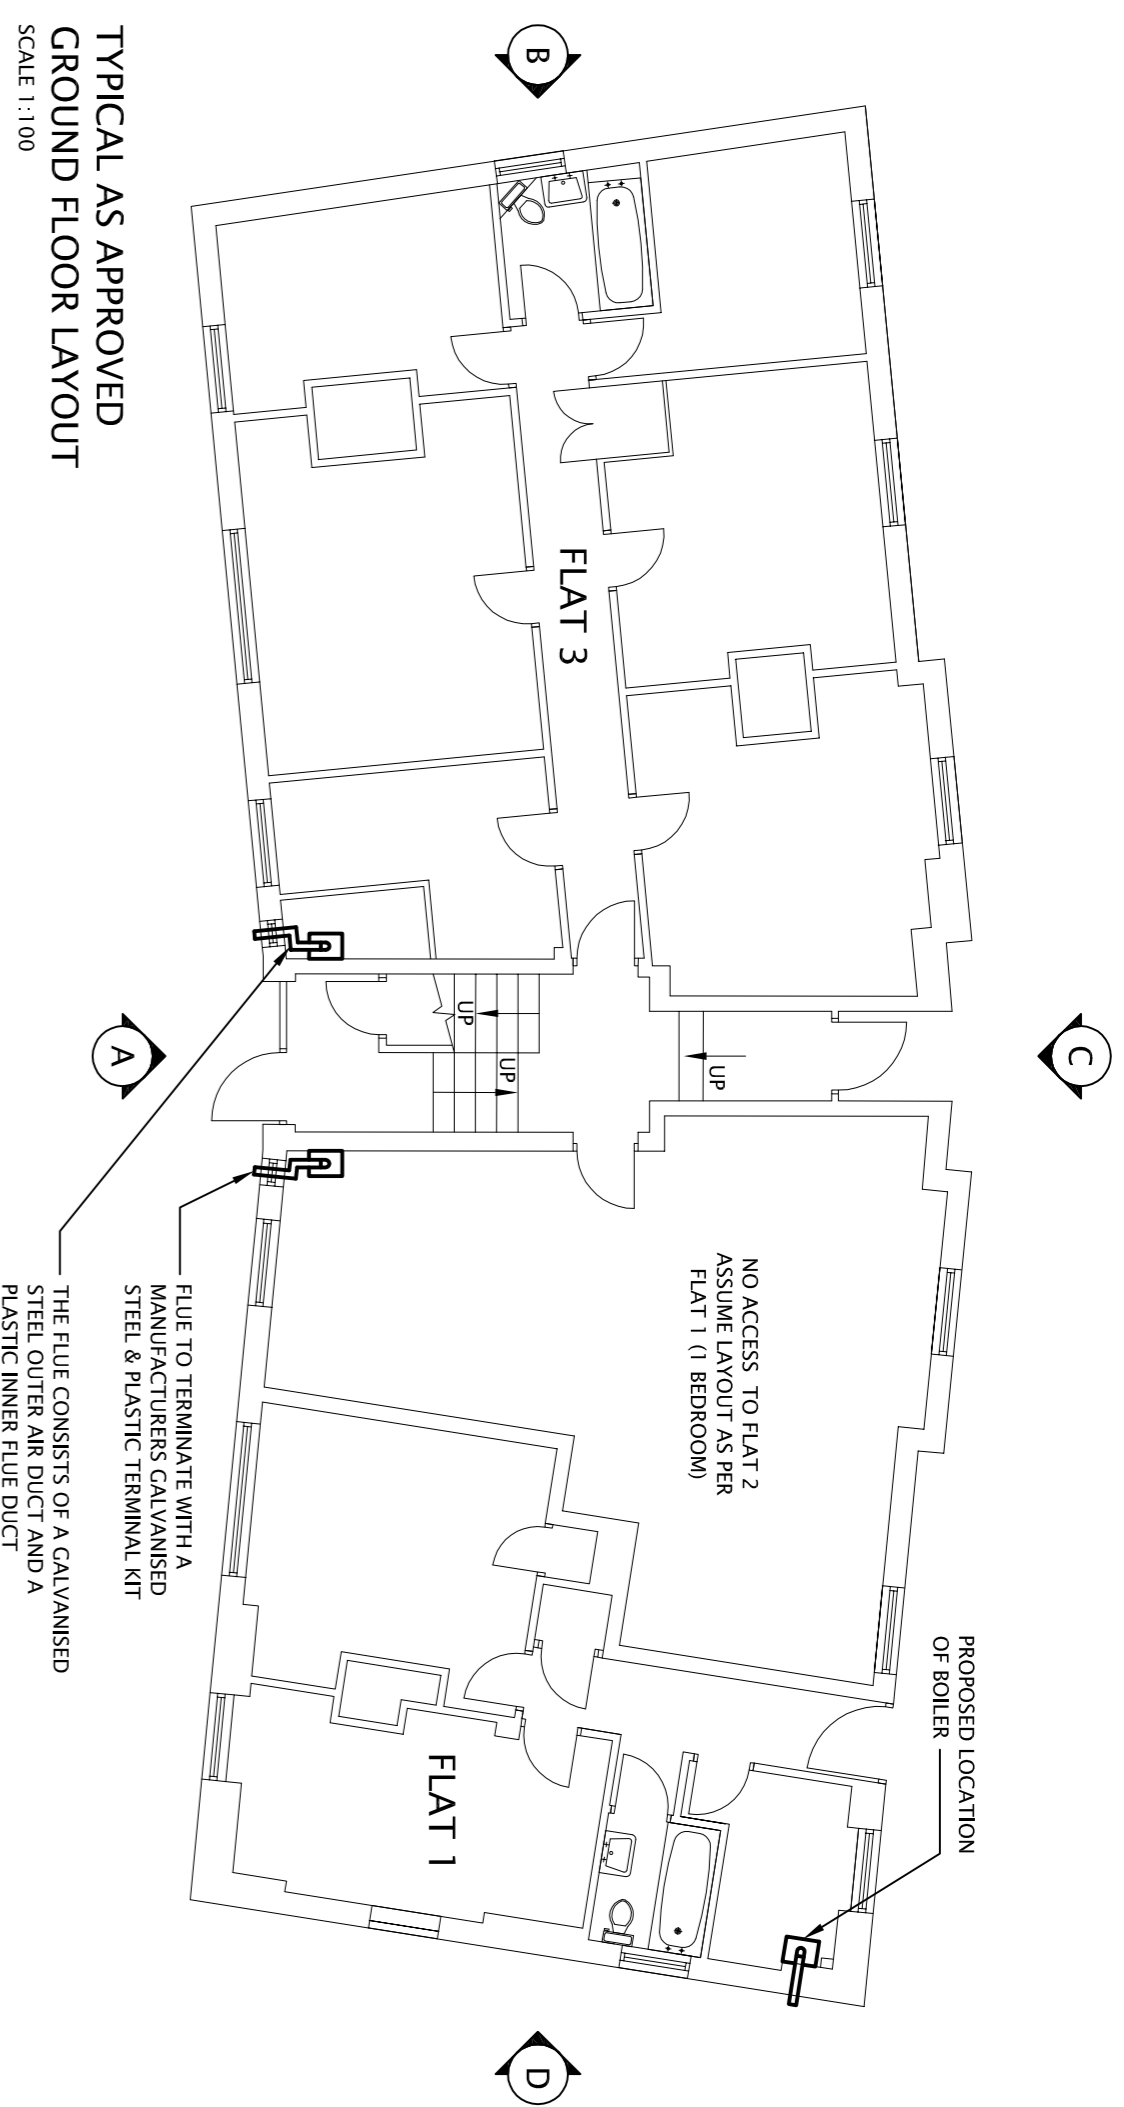 TYPICAL AS APPROVED
GROUND FLOOR LAYOUT
SCALE 1:100
B
C
A
D
FLAT 3
UP
UP
UP
NO ACCESS TO FLAT 2
ASSUME LAYOUT AS PER
FLAT 1 (1 BEDROOM)
PROPOSED LOCATION
OF BOILER
FLAT 1
FLUE TO TERMINATE WITH A
MANUFACTURERS GALVANISED
STEEL & PLASTIC TERMINAL KIT
THE FLUE CONSISTS OF A GALVANISED
STEEL OUTER AIR DUCT AND A
PLASTIC INNER FLUE DUCT